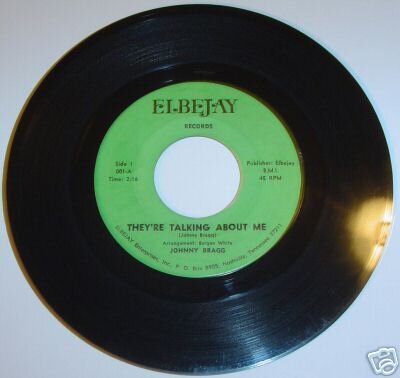 ELBEJAY
RECORDS
Side 1
001-A
Time: 2:16
Publisher: Elbejay
B.M.I.
45 RPM
THEY'RE TALKING ABOUT ME
(Johnny Bragg)
Arrangement: Bergen White
JOHNNY BRAGG
ELBEJAY Enterprises, Inc. P. O. Box 8905, Nashville, Tennessee 37211